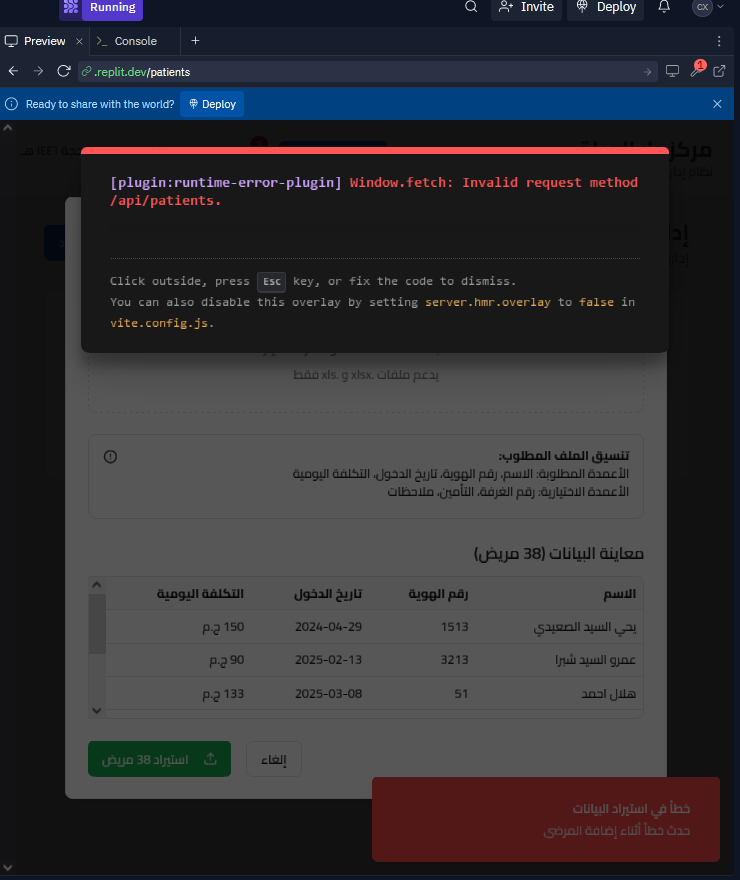 Running
Invite
Deploy
CX
Preview
Console
.replit.dev/patients
1
Ready to share with the world?
Deploy
[plugin:runtime-error-plugin] Window.fetch: Invalid request method
/api/patients.
Click outside, press Esc key, or fix the code to dismiss.
You can also disable this overlay by setting server.hmr.overlay to false in
vite.config.js.
يدعم ملفات .xlsx و .xls فقط
تنسيق الملف المطلوب:
الأعمدة المطلوبة: الاسم، رقم الهوية، تاريخ الدخول، التكلفة اليومية
الأعمدة الاختيارية: رقم الغرفة، التأمين، ملاحظات
معاينة البيانات (38 مريض)
الاسم رقم الهوية تاريخ الدخول التكلفة اليومية
يحي السيد الصعيدي 1513 2024-04-29 150 ج.م
عمرو السيد شبرا 3213 2025-02-13 90 ج.م
هلال احمد 51 2025-03-08 133 ج.م
إلغاء
استيراد 38 مريض
خطأ في استيراد البيانات
حدث خطأ أثناء إضافة المرضى